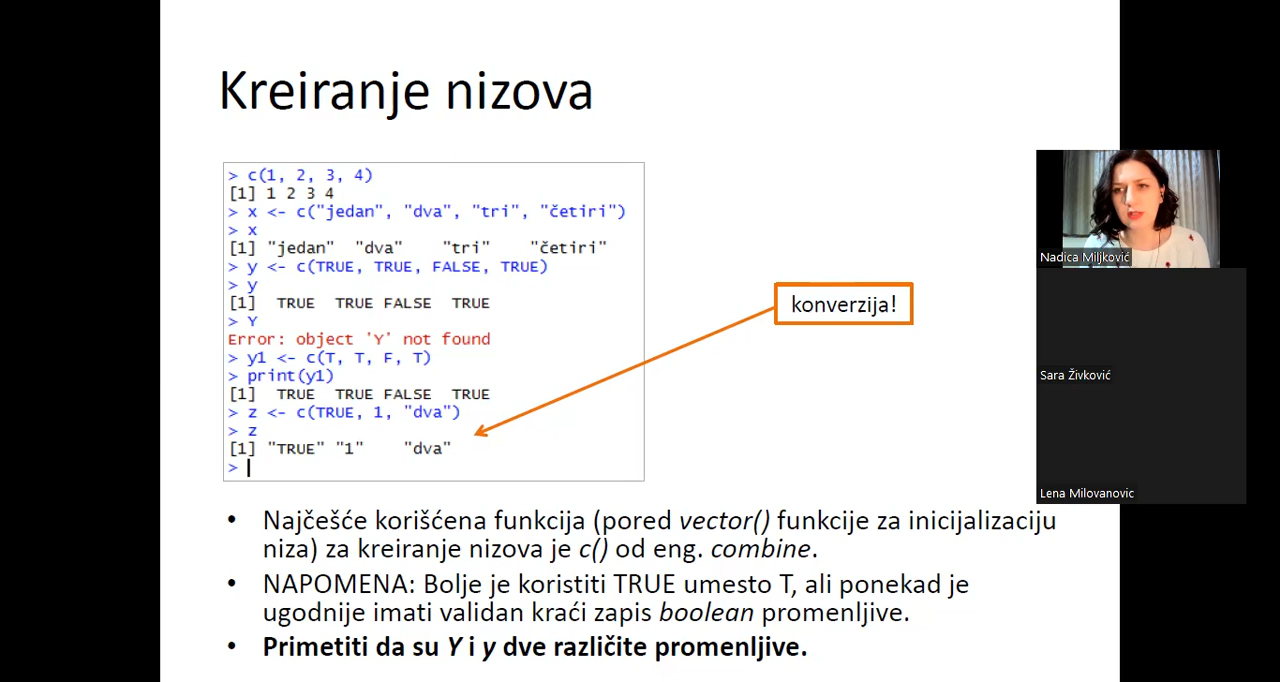 Kreiranje nizova
> c(1, 2, 3, 4)
[1] 1 2 3 4
> x <- c("jedan", "dva", "tri", "četiri")
> x
[1] "jedan"  "dva"    "tri"    "četiri"
> y <- c(TRUE, TRUE, FALSE, TRUE)
> y
[1]  TRUE  TRUE FALSE  TRUE
> Y
Error: object 'Y' not found
> y1 <- c(T, T, F, T)
> print(y1)
[1]  TRUE  TRUE FALSE  TRUE
> z <- c(TRUE, 1, "dva")
> z
[1] "TRUE" "1"    "dva"
>
konverzija!
• Najčešće korišćena funkcija (pored vector() funkcije za inicijalizaciju
niza) za kreiranje nizova je c() od eng. combine.
• NAPOMENA: Bolje je koristiti TRUE umesto T, ali ponekad je
ugodnije imati validan kraći zapis boolean promenljive.
• Primetiti da su Y i y dve različite promenljive.
Nadica Miljković
Sara Živković
Lena Milovanovic